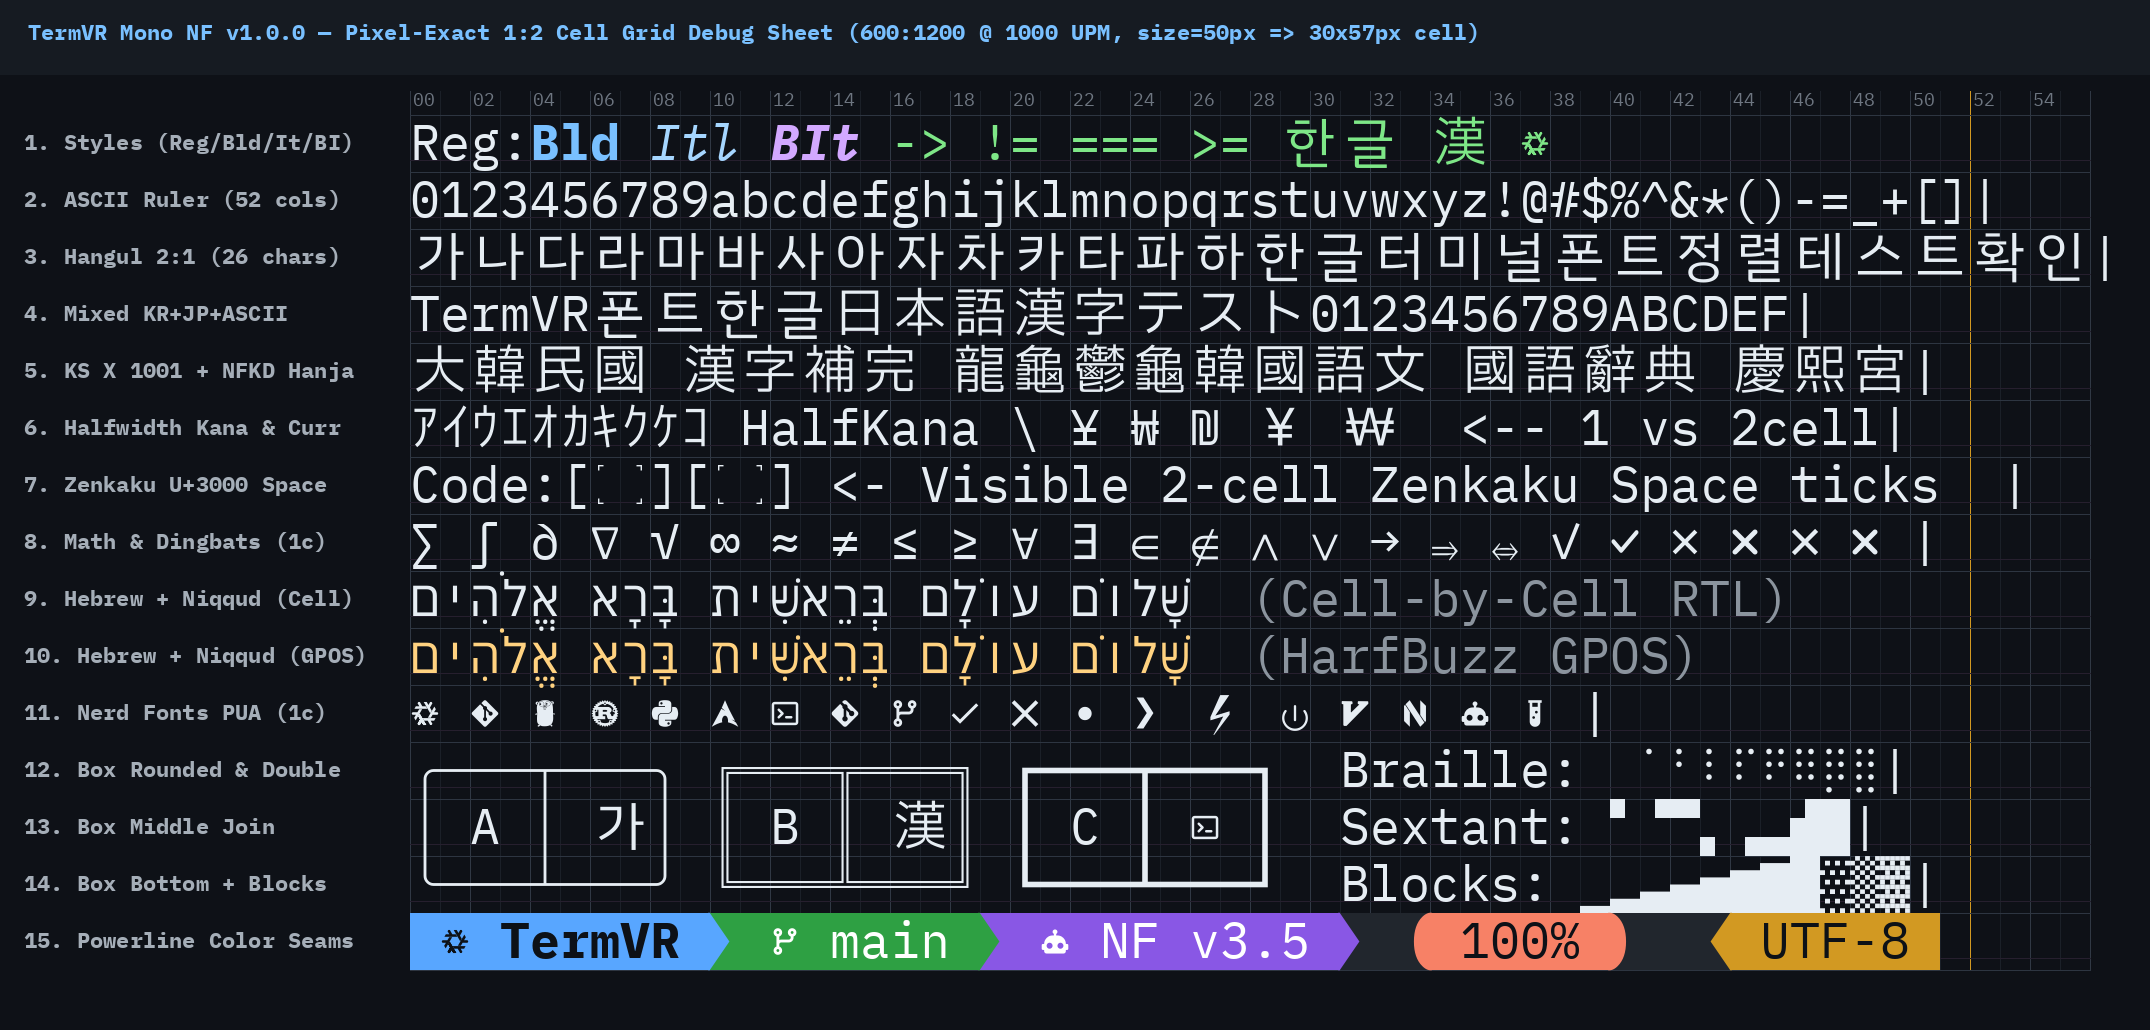 TermVR Mono NF v1.0.0 — Pixel-Exact 1:2 Cell Grid Debug Sheet (600:1200 @ 1000 UPM, size=50px => 30x57px cell)
00 02 04 06 08 10 12 14 16 18 20 22 24 26 28 30 32 34 36 38 40 42 44 46 48 50 52 54
1. Styles (Reg/Bld/It/BI) Reg:Bld Itl BIt -> != === >= 한글 漢
2. ASCII Ruler (52 cols) 0123456789abcdefghijklmnopqrstuvwxyz!@#$%^&*()-=_+[]|
3. Hangul 2:1 (26 chars) 가나다라마바사아자차카타파하한글터미널폰트정렬테스트확인|
4. Mixed KR+JP+ASCII TermVR폰트한글日本語漢字テスト0123456789ABCDEF|
5. KS X 1001 + NFKD Hanja 大韓民國 漢字補完 龍龜鬱龜韓國語文 國語辭典 慶熙宮|
6. Halfwidth Kana & Curr ｱｲｳｴｵｶｷｸｹｺ HalfKana \ ¥ ₩ ₪ ￥ ￦ <-- 1 vs 2cell|
7. Zenkaku U+3000 Space Code:[　][　] <- Visible 2-cell Zenkaku Space ticks |
8. Math & Dingbats (1c) ∑ ∫ ∂ ∇ √ ∞ ≈ ≠ ≤ ≥ ∀ ∃ ∈ ∉ ∧ ∨ → ⇒ ⇔ √ ✓ ✕ ✖ ✕ ✖ |
9. Hebrew + Niqqud (Cell) שָׁלוֹם עוֹלָם בְּרֵאשִׁית בָּרָא אֱלֹהִים (Cell-by-Cell RTL)
10. Hebrew + Niqqud (GPOS) שָׁלוֹם עוֹלָם בְּרֵאשִׁית בָּרָא אֱלֹהִים (HarfBuzz GPOS)
11. Nerd Fonts PUA (1c) |
12. Box Rounded & Double Braille: |
13. Box Middle Join A 가 B 漢 C Sextant: |
14. Box Bottom + Blocks Blocks: |
15. Powerline Color Seams TermVR main NF v3.5 100% UTF-8